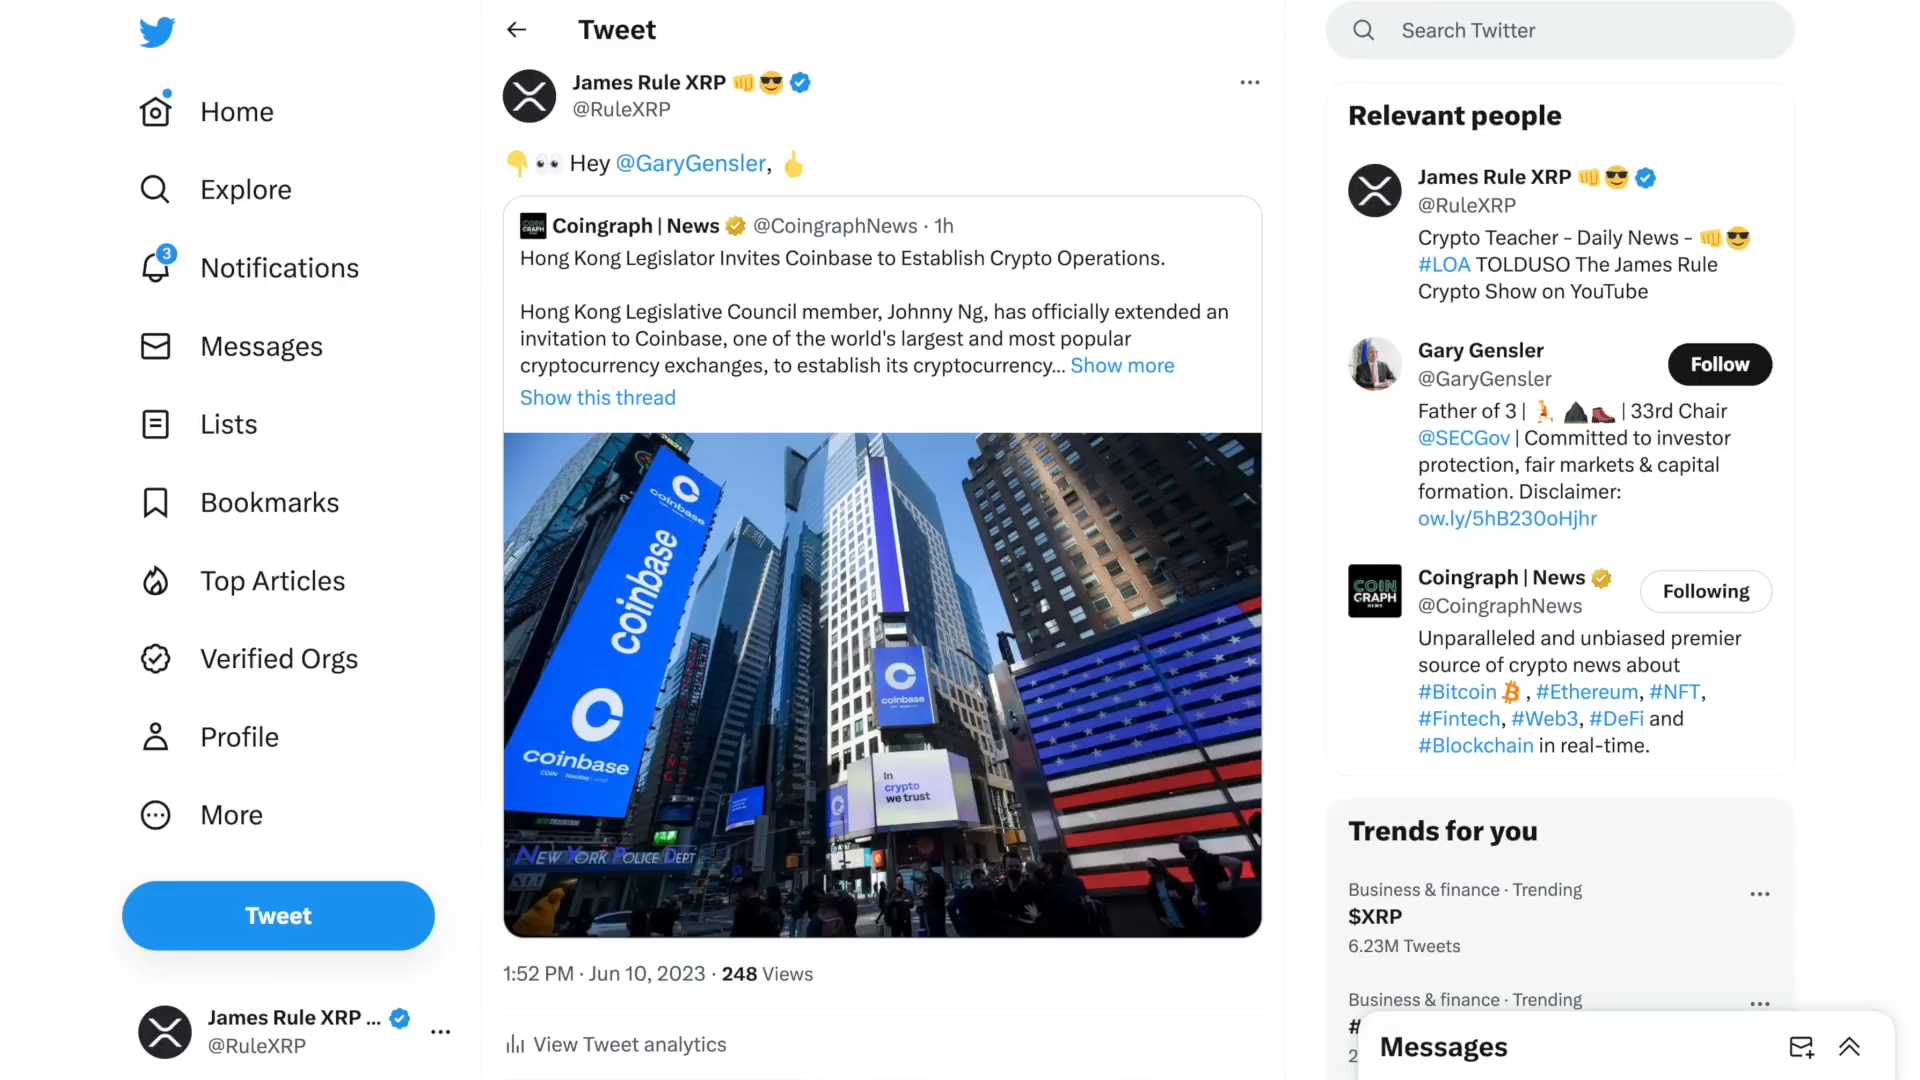 Home
Explore
3
Notifications
Messages
Lists
Bookmarks
Top Articles
Verified Orgs
Profile
More
Tweet
James Rule XRP ...
@RuleXRP
Tweet
James Rule XRP 👊😎
@RuleXRP
👇👀 Hey @GaryGensler, 🖕
COIN GRAPH
Coingraph | News @CoingraphNews · 1h
Hong Kong Legislator Invites Coinbase to Establish Crypto Operations.
Hong Kong Legislative Council member, Johnny Ng, has officially extended an
invitation to Coinbase, one of the world's largest and most popular
cryptocurrency exchanges, to establish its cryptocurrency... Show more
Show this thread
coinbase
coinbase
coinbase
coinbase
In
crypto
we trust
NEW YORK POLICE DEPT
1:52 PM · Jun 10, 2023 · 248 Views
View Tweet analytics
Search Twitter
Relevant people
James Rule XRP 👊😎
@RuleXRP
Crypto Teacher - Daily News - 👊😎
#LOA TOLDUSO The James Rule
Crypto Show on YouTube
Gary Gensler
@GaryGensler
Follow
Father of 3 | 🏃 ⛰️🥾 | 33rd Chair
@SECGov | Committed to investor
protection, fair markets & capital
formation. Disclaimer:
ow.ly/5hB230oHjhr
COIN
GRAPH
NEWS
Coingraph | News
@CoingraphNews
Following
Unparalleled and unbiased premier
source of crypto news about
#Bitcoin, #Ethereum, #NFT,
#Fintech, #Web3, #DeFi and
#Blockchain in real-time.
Trends for you
Business & finance · Trending
$XRP
6.23M Tweets
Business & finance · Trending
#
2
Messages